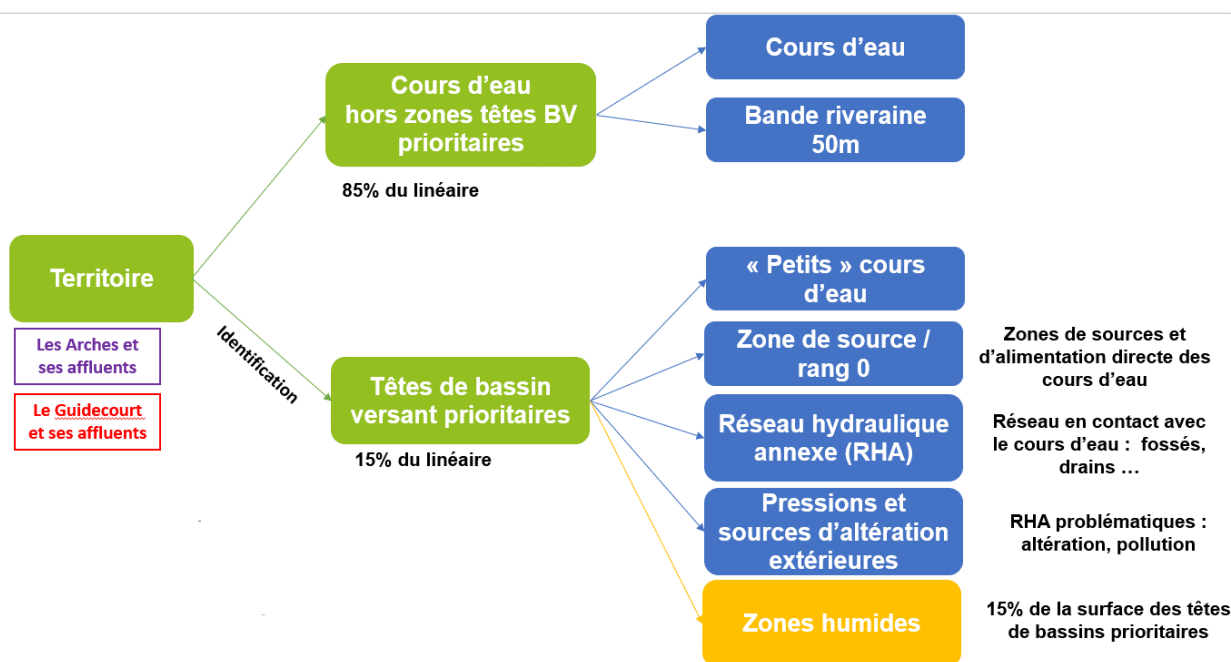 Cours d'eau
hors zones têtes BV
prioritaires
85% du linéaire
Cours d'eau
Bande riveraine
50m
Territoire
Les Arches et
ses affluents
Le Guidecourt
et ses affluents
Identification
Têtes de bassin
versant prioritaires
15% du linéaire
« Petits » cours
d'eau
Zone de source /
rang 0
Zones de sources et
d'alimentation directe des
cours d'eau
Réseau hydraulique
annexe (RHA)
Réseau en contact avec
le cours d'eau : fossés,
drains ...
Pressions et
sources d'altération
extérieures
RHA problématiques :
altération, pollution
Zones humides
15% de la surface des têtes
de bassins prioritaires